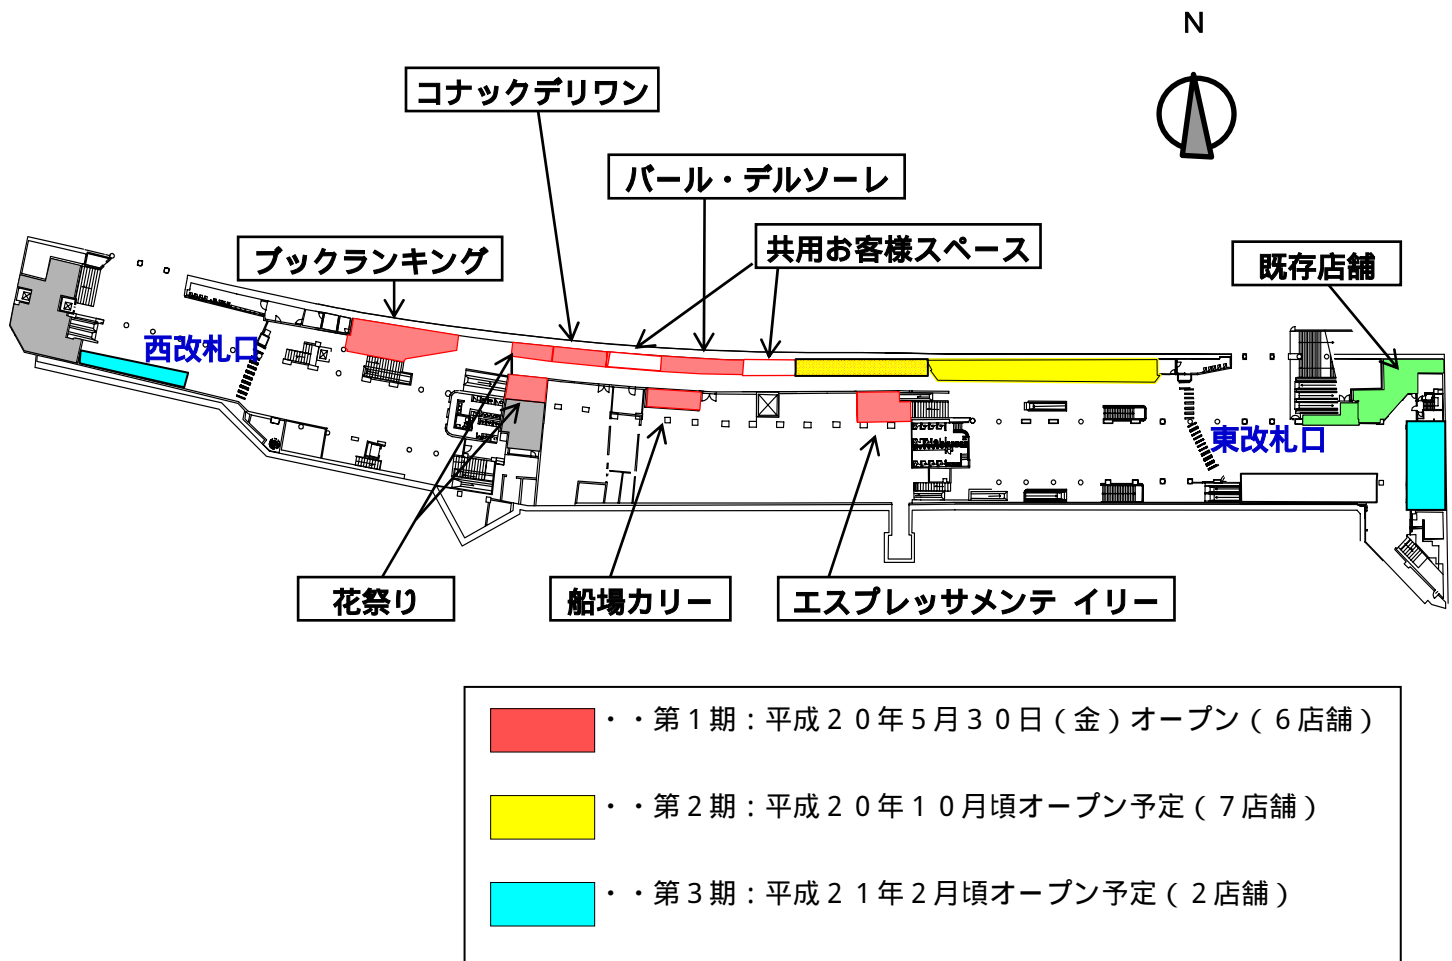 N
コナックデリワン
バール・デルソーレ
共用お客様スペース
ブックランキング
既存店舗
西改札口
東改札口
花祭り
船場カリー
エスプレッサメンテ イリー
・・第１期：平成２０年５月３０日（金）オープン（６店舗）
・・第２期：平成２０年１０月頃オープン予定（７店舗）
・・第３期：平成２１年２月頃オープン予定（２店舗）